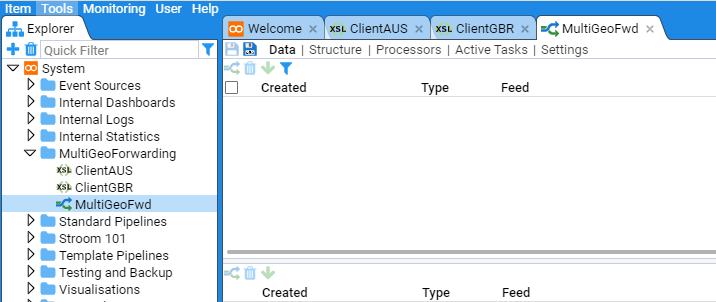 Item Tools Monitoring User Help
Explorer
Quick Filter
System
Event Sources
Internal Dashboards
Internal Logs
Internal Statistics
MultiGeoForwarding
XSL ClientAUS
XSL ClientGBR
MultiGeoFwd
Standard Pipelines
Stroom 101
Template Pipelines
Testing and Backup
Visualisations
Welcome XSL ClientAUS XSL ClientGBR MultiGeoFwd
Data | Structure | Processors | Active Tasks | Settings
Created Type Feed
Created Type Feed